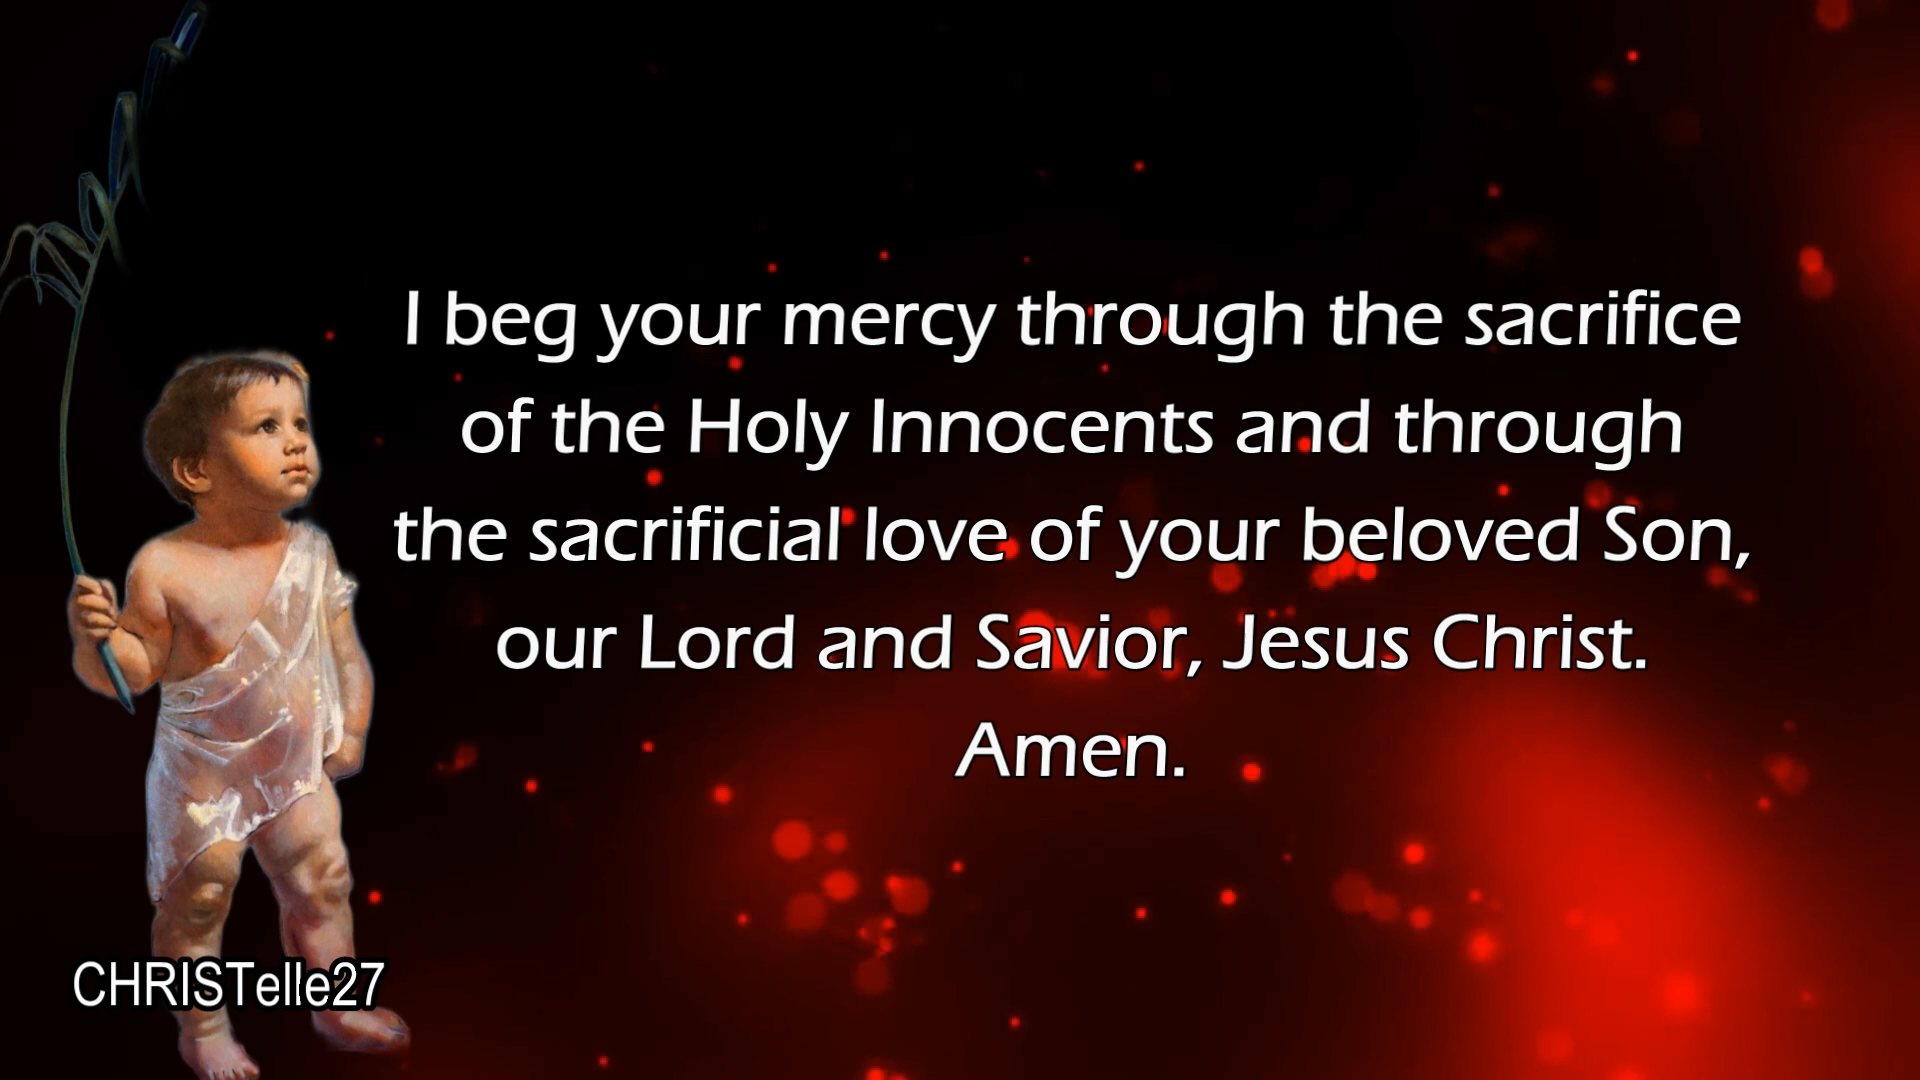 I beg your mercy through the sacrifice
of the Holy Innocents and through
the sacrificial love of your beloved Son,
our Lord and Savior, Jesus Christ.
Amen.
CHRISTelle27